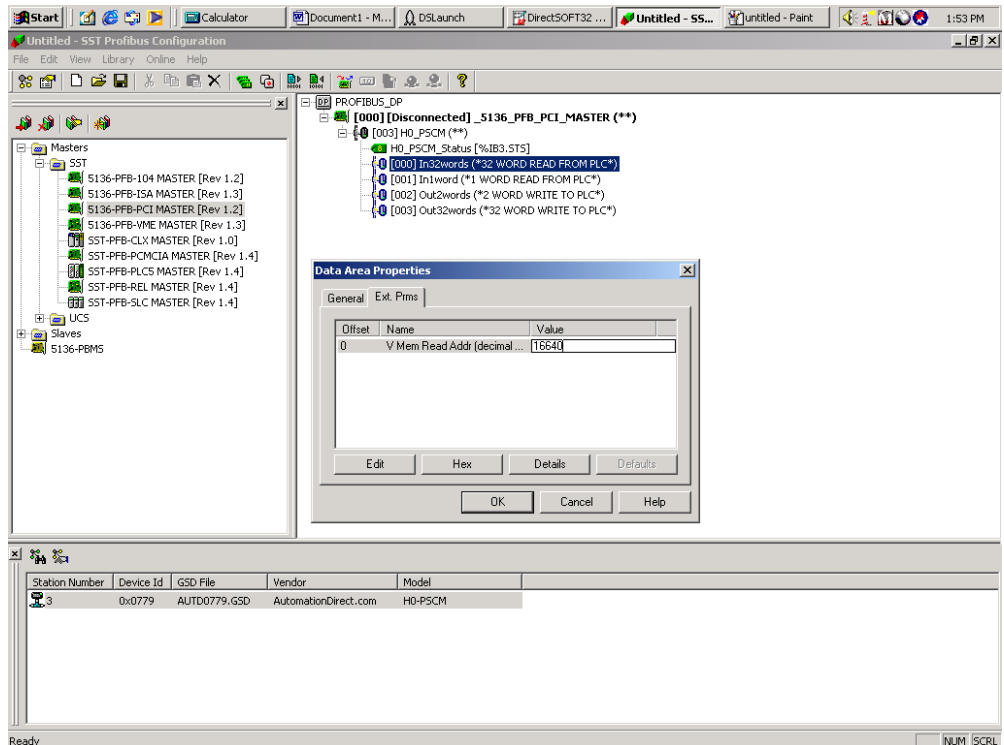 Start Calculator Document1 - M... DSLaunch DirectSOFT32 ... Untitled - SS... untitled - Paint 1:53 PM
Untitled - SST Profibus Configuration
File Edit View Library Online Help
PROFIBUS_DP
[000] [Disconnected] _5136_PFB_PCI_MASTER (**)
[003] H0_PSCM (**)
H0_PSCM_Status [%IB3.STS]
[000] In32words (*32 WORD READ FROM PLC*)
[001] In1word (*1 WORD READ FROM PLC*)
[002] Out2words (*2 WORD WRITE TO PLC*)
[003] Out32words (*32 WORD WRITE TO PLC*)
Masters
SST
5136-PFB-104 MASTER [Rev 1.2]
5136-PFB-ISA MASTER [Rev 1.3]
5136-PFB-PCI MASTER [Rev 1.2]
5136-PFB-VME MASTER [Rev 1.3]
SST-PFB-CLX MASTER [Rev 1.0]
SST-PFB-PCMCIA MASTER [Rev 1.4]
SST-PFB-PLC5 MASTER [Rev 1.4]
SST-PFB-REL MASTER [Rev 1.4]
SST-PFB-SLC MASTER [Rev 1.4]
UCS
Slaves
5136-PBMS
Data Area Properties
General Ext. Prms
Offset Name Value
0 V Mem Read Addr (decimal ... 16640
Edit Hex Details Defaults
OK Cancel Help
Station Number Device Id GSD File Vendor Model
3 0x0779 AUTD0779.GSD AutomationDirect.com H0-PSCM
Ready NUM SCRL